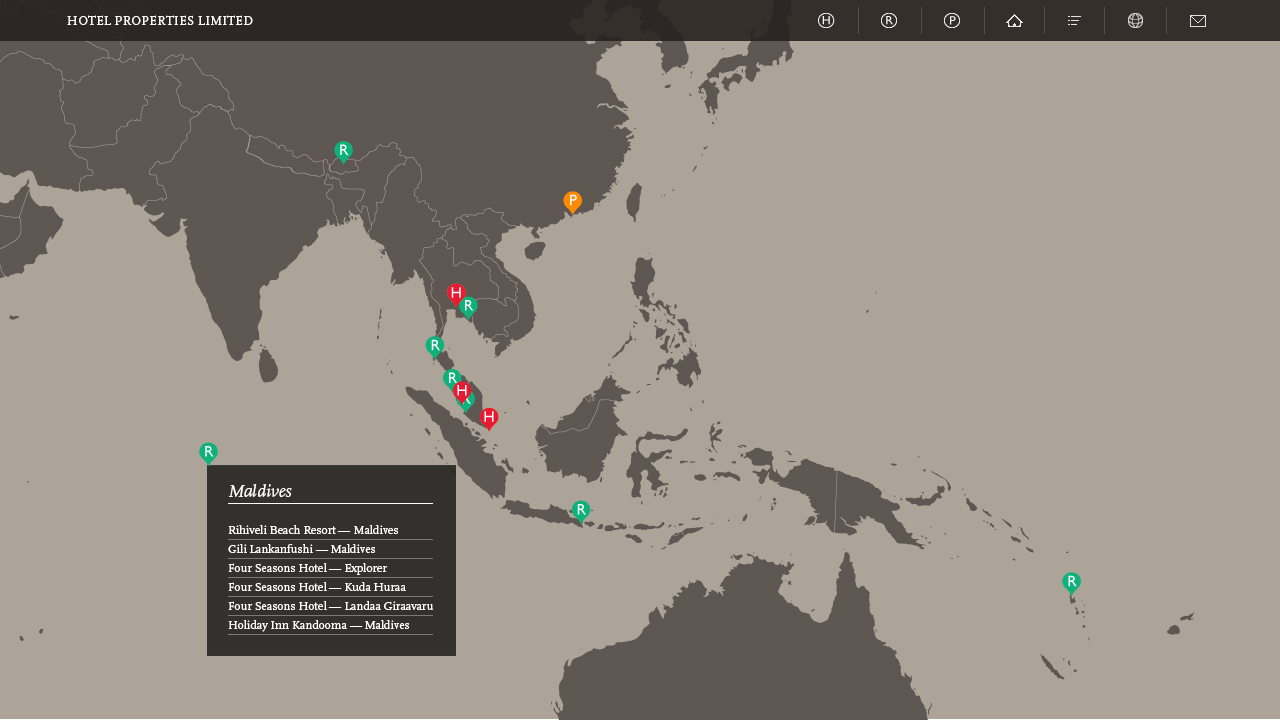 HOTEL PROPERTIES LIMITED
H
R
P
R
P
H
R
R
R
H
R
H
R
R
R
Maldives
Rihiveli Beach Resort — Maldives
Gili Lankanfushi — Maldives
Four Seasons Hotel — Explorer
Four Seasons Hotel — Kuda Huraa
Four Seasons Hotel — Landaa Giraavaru
Holiday Inn Kandooma — Maldives